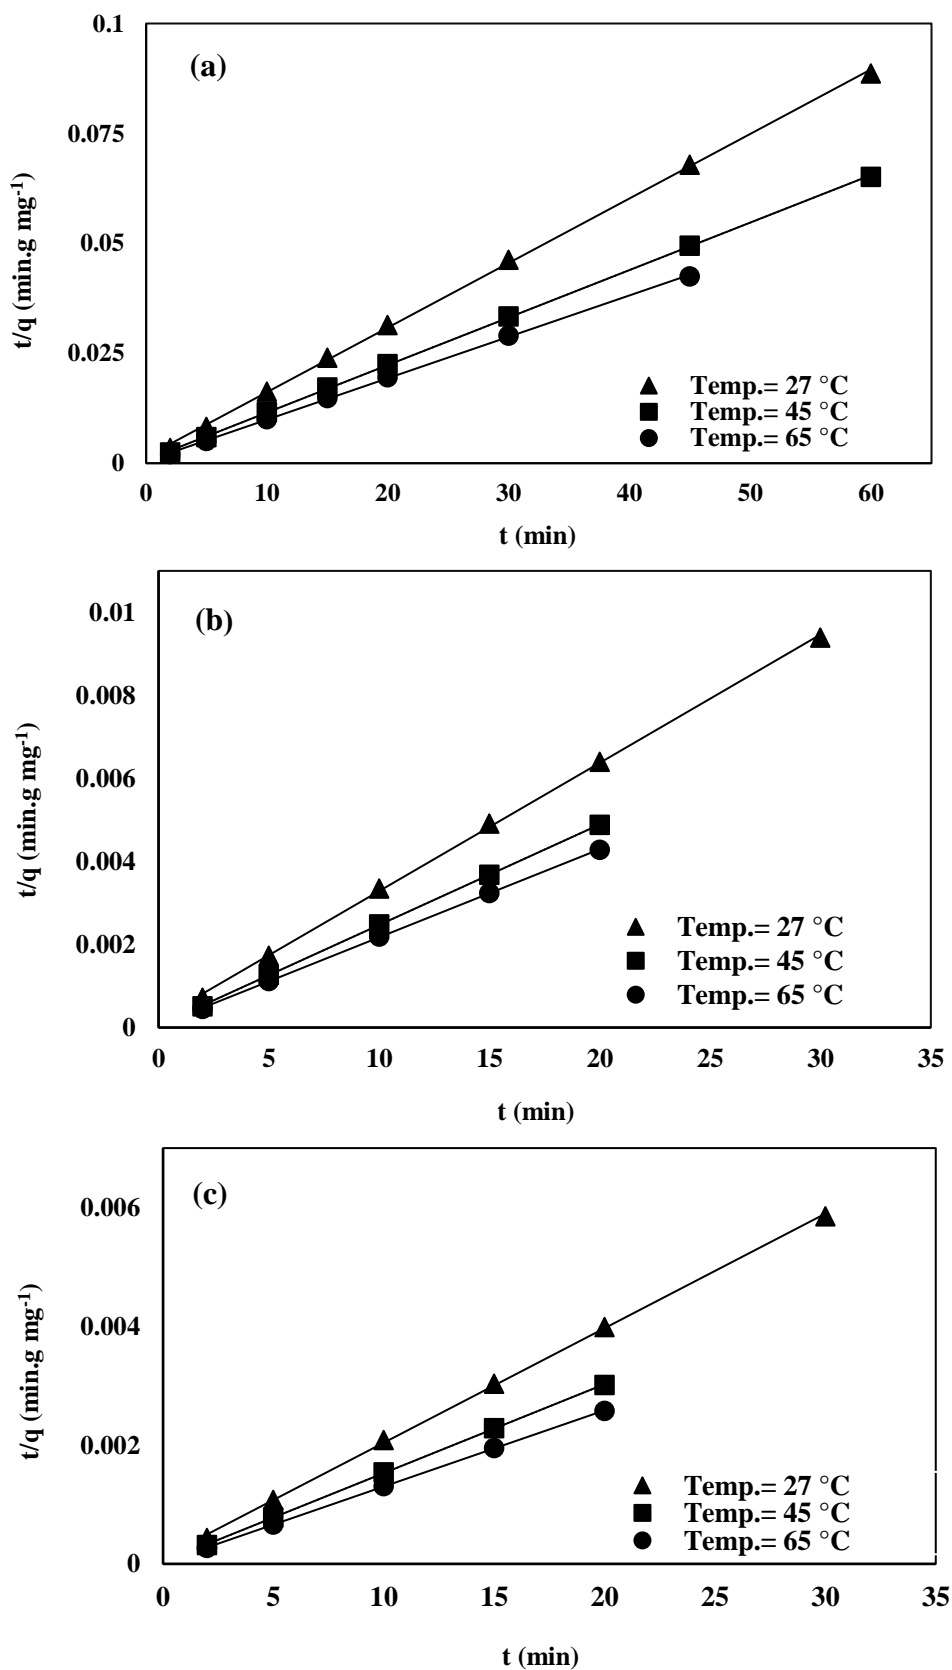 0.1
(a)
0.075
0.05
0.025
0
t/q (min.g mg-1)
Temp.= 27 °C
Temp.= 45 °C
Temp.= 65 °C
0 10 20 30 40 50 60
t (min)
(b)
0.01
0.008
0.006
0.004
0.002
0
t/q (min.g mg-1)
Temp.= 27 °C
Temp.= 45 °C
Temp.= 65 °C
0 5 10 15 20 25 30 35
t (min)
(c)
0.006
0.004
0.002
0
t/q (min.g mg-1)
Temp.= 27 °C
Temp.= 45 °C
Temp.= 65 °C
0 5 10 15 20 25 30 35
t (min)